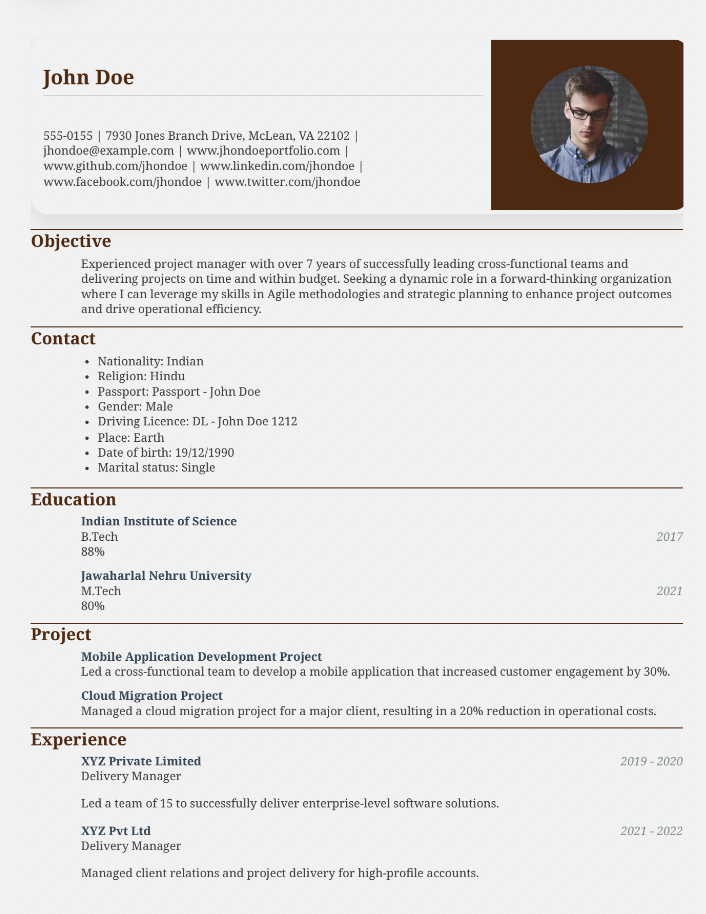 John Doe
555-0155 | 7930 Jones Branch Drive, McLean, VA 22102 |
jhondoe@example.com | www.jhondoeportfolio.com |
www.github.com/jhondoe | www.linkedin.com/jhondoe |
www.facebook.com/jhondoe | www.twitter.com/jhondoe
Objective
Experienced project manager with over 7 years of successfully leading cross-functional teams and
delivering projects on time and within budget. Seeking a dynamic role in a forward-thinking organization
where I can leverage my skills in Agile methodologies and strategic planning to enhance project outcomes
and drive operational efficiency.
Contact
• Nationality: Indian
• Religion: Hindu
• Passport: Passport - John Doe
• Gender: Male
• Driving Licence: DL - John Doe 1212
• Place: Earth
• Date of birth: 19/12/1990
• Marital status: Single
Education
Indian Institute of Science
B.Tech 2017
88%
Jawaharlal Nehru University
M.Tech 2021
80%
Project
Mobile Application Development Project
Led a cross-functional team to develop a mobile application that increased customer engagement by 30%.
Cloud Migration Project
Managed a cloud migration project for a major client, resulting in a 20% reduction in operational costs.
Experience
XYZ Private Limited 2019 - 2020
Delivery Manager
Led a team of 15 to successfully deliver enterprise-level software solutions.
XYZ Pvt Ltd 2021 - 2022
Delivery Manager
Managed client relations and project delivery for high-profile accounts.